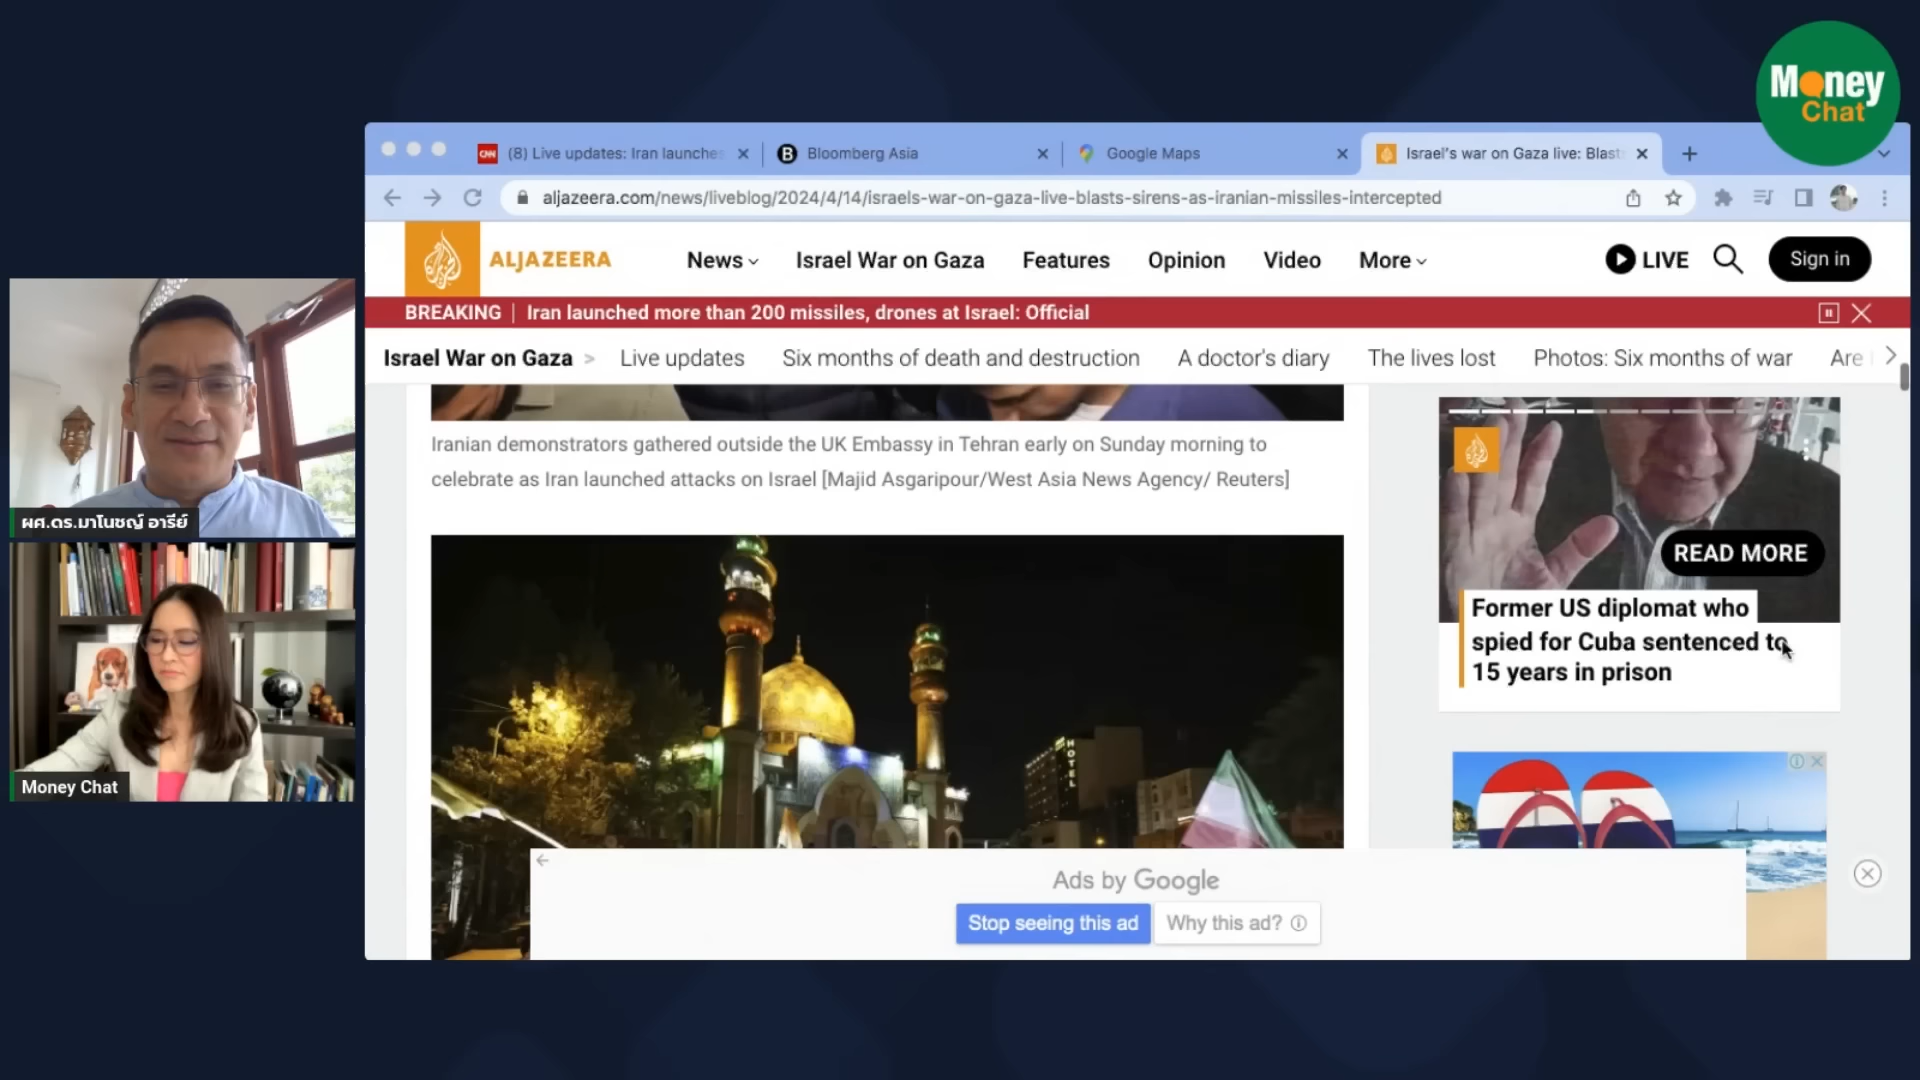 Money
Chat
(8) Live updates: Iran launches
Bloomberg Asia
Google Maps
Israel's war on Gaza live: Blast
aljazeera.com/news/liveblog/2024/4/14/israels-war-on-gaza-live-blasts-sirens-as-iranian-missiles-intercepted
ALJAZEERA
News
Israel War on Gaza
Features
Opinion
Video
More
LIVE
Sign in
BREAKING | Iran launched more than 200 missiles, drones at Israel: Official
Israel War on Gaza >
Live updates
Six months of death and destruction
A doctor's diary
The lives lost
Photos: Six months of war
Are
Iranian demonstrators gathered outside the UK Embassy in Tehran early on Sunday morning to
celebrate as Iran launched attacks on Israel [Majid Asgaripour/West Asia News Agency/ Reuters]
HOTEL
READ MORE
Former US diplomat who
spied for Cuba sentenced to
15 years in prison
Ads by Google
Stop seeing this ad
Why this ad?
ผศ.ดร.มาโนชญ์ อารีย์
Money Chat